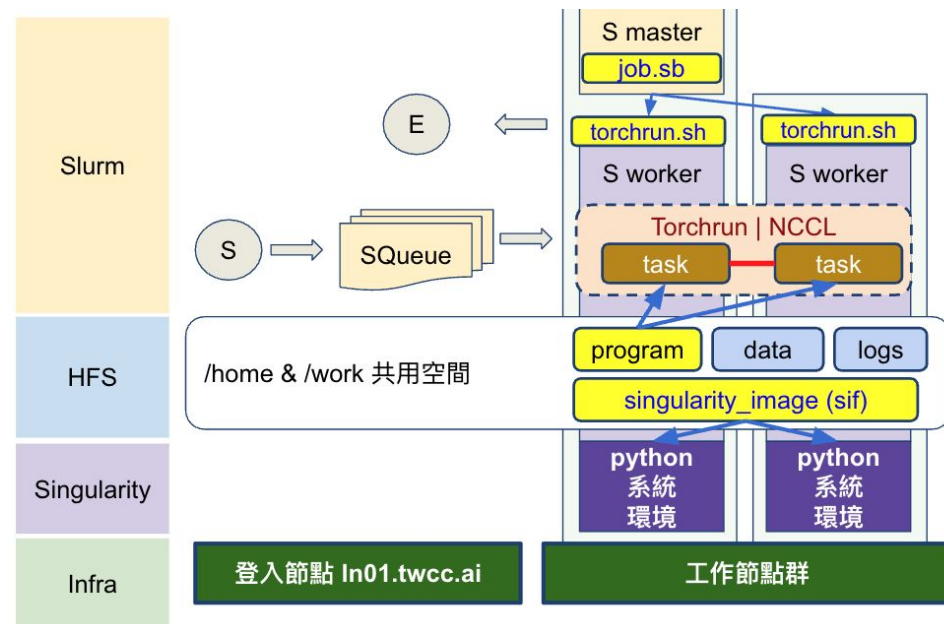 Slurm
HFS
Singularity
Infra
S master
job.sb
E
torchrun.sh
torchrun.sh
S worker
S worker
S
SQueue
Torchrun | NCCL
task
task
/home & /work 共用空間
program
data
logs
singularity_image (sif)
python
系統
環境
python
系統
環境
登入節點 ln01.twcc.ai
工作節點群